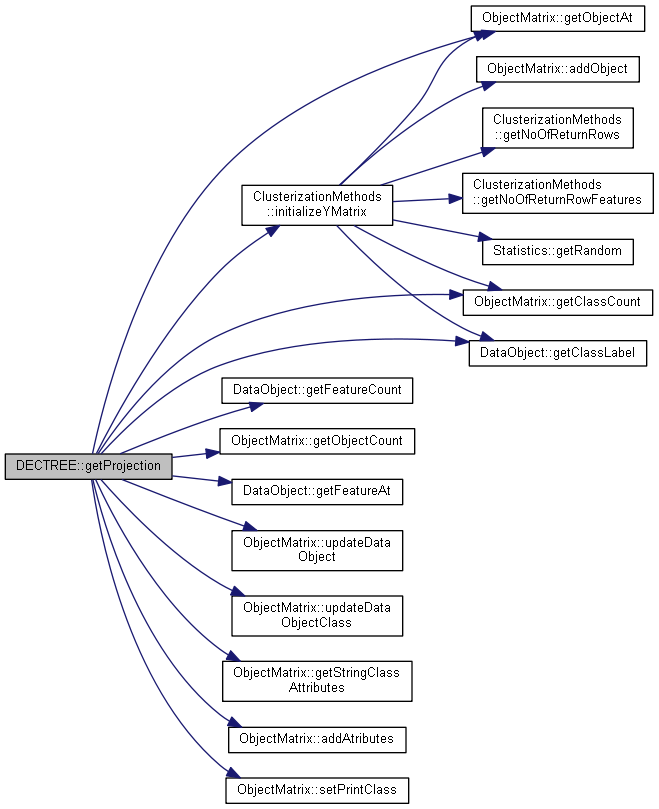 ObjectMatrix::getObjectAt
ObjectMatrix::addObject
ClusterizationMethods
::getNoOfReturnRows
ClusterizationMethods
::getNoOfReturnRowFeatures
ClusterizationMethods
::initializeYMatrix
Statistics::getRandom
ObjectMatrix::getClassCount
DataObject::getClassLabel
DataObject::getFeatureCount
ObjectMatrix::getObjectCount
DECTREE::getProjection
DataObject::getFeatureAt
ObjectMatrix::updateData
Object
ObjectMatrix::updateData
ObjectClass
ObjectMatrix::getStringClass
Attributes
ObjectMatrix::addAtributes
ObjectMatrix::setPrintClass